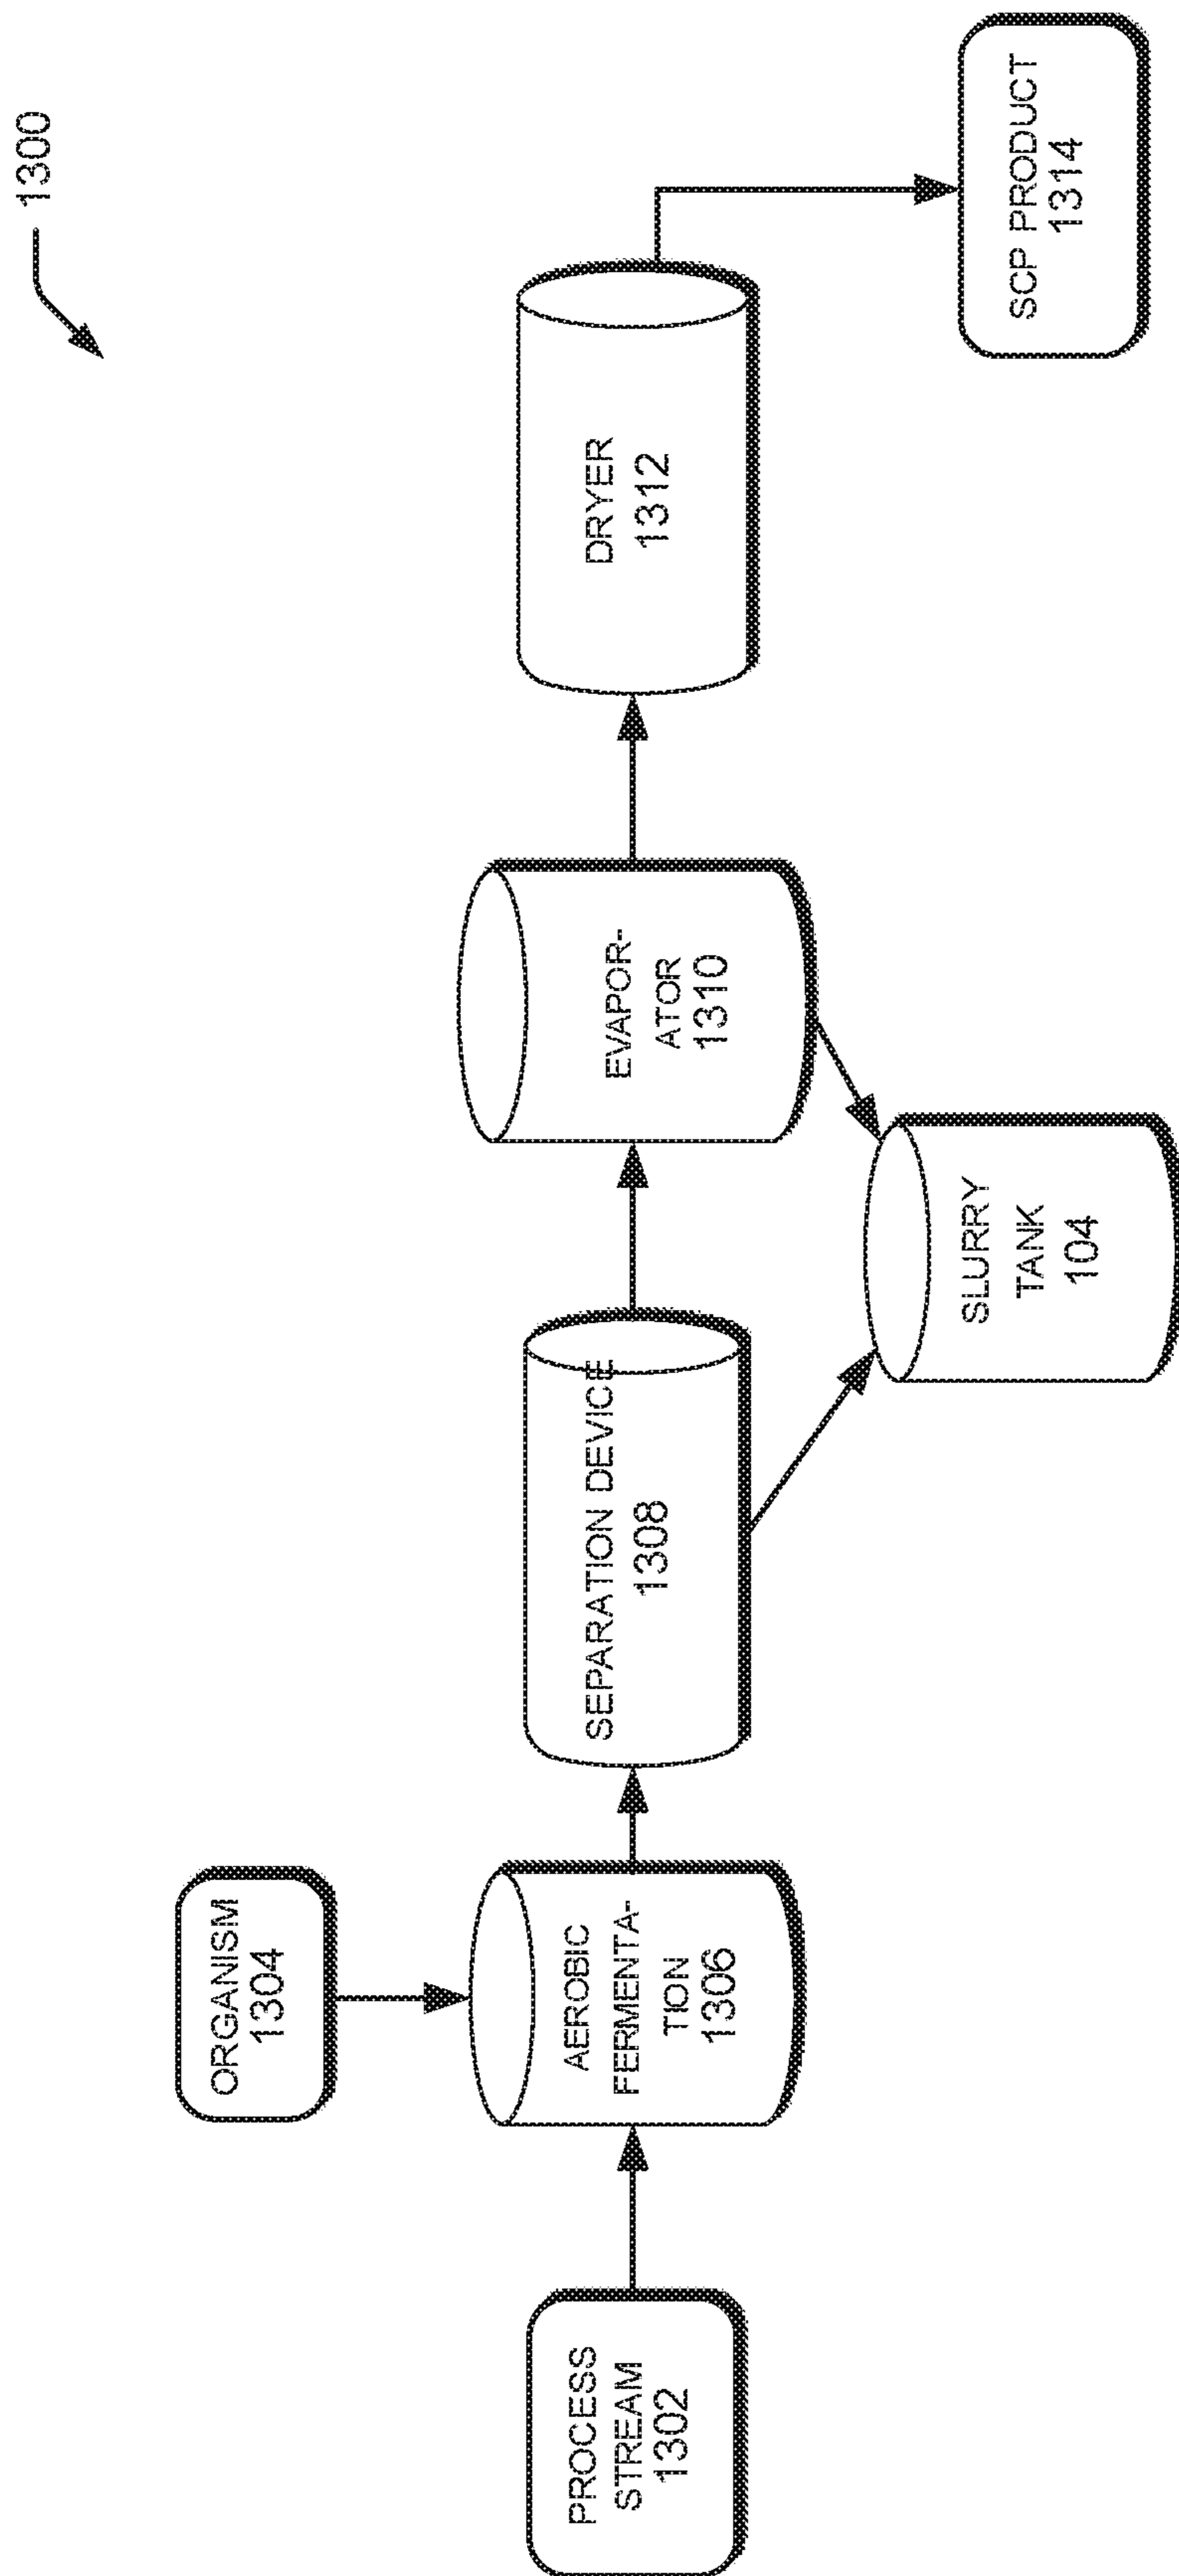 1300
ORGANISM
1304
PROCESS
STREAM
1302
AEROBIC
FERMENTA-
TION
1306
SEPARATION DEVICE
1308
EVAPOR-
ATOR
1310
DRYER
1312
SLURRY
TANK
104
SCP PRODUCT
1314